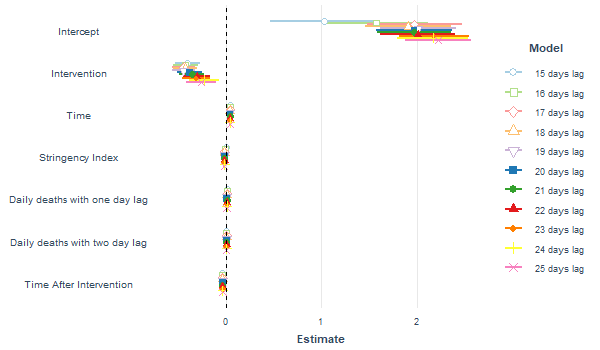 Intercept
Intervention
Time
Stringency Index
Daily deaths with one day lag
Daily deaths with two day lag
Time After Intervention
0
1
2
Estimate
Model
15 days lag
16 days lag
17 days lag
18 days lag
19 days lag
20 days lag
21 days lag
22 days lag
23 days lag
24 days lag
25 days lag